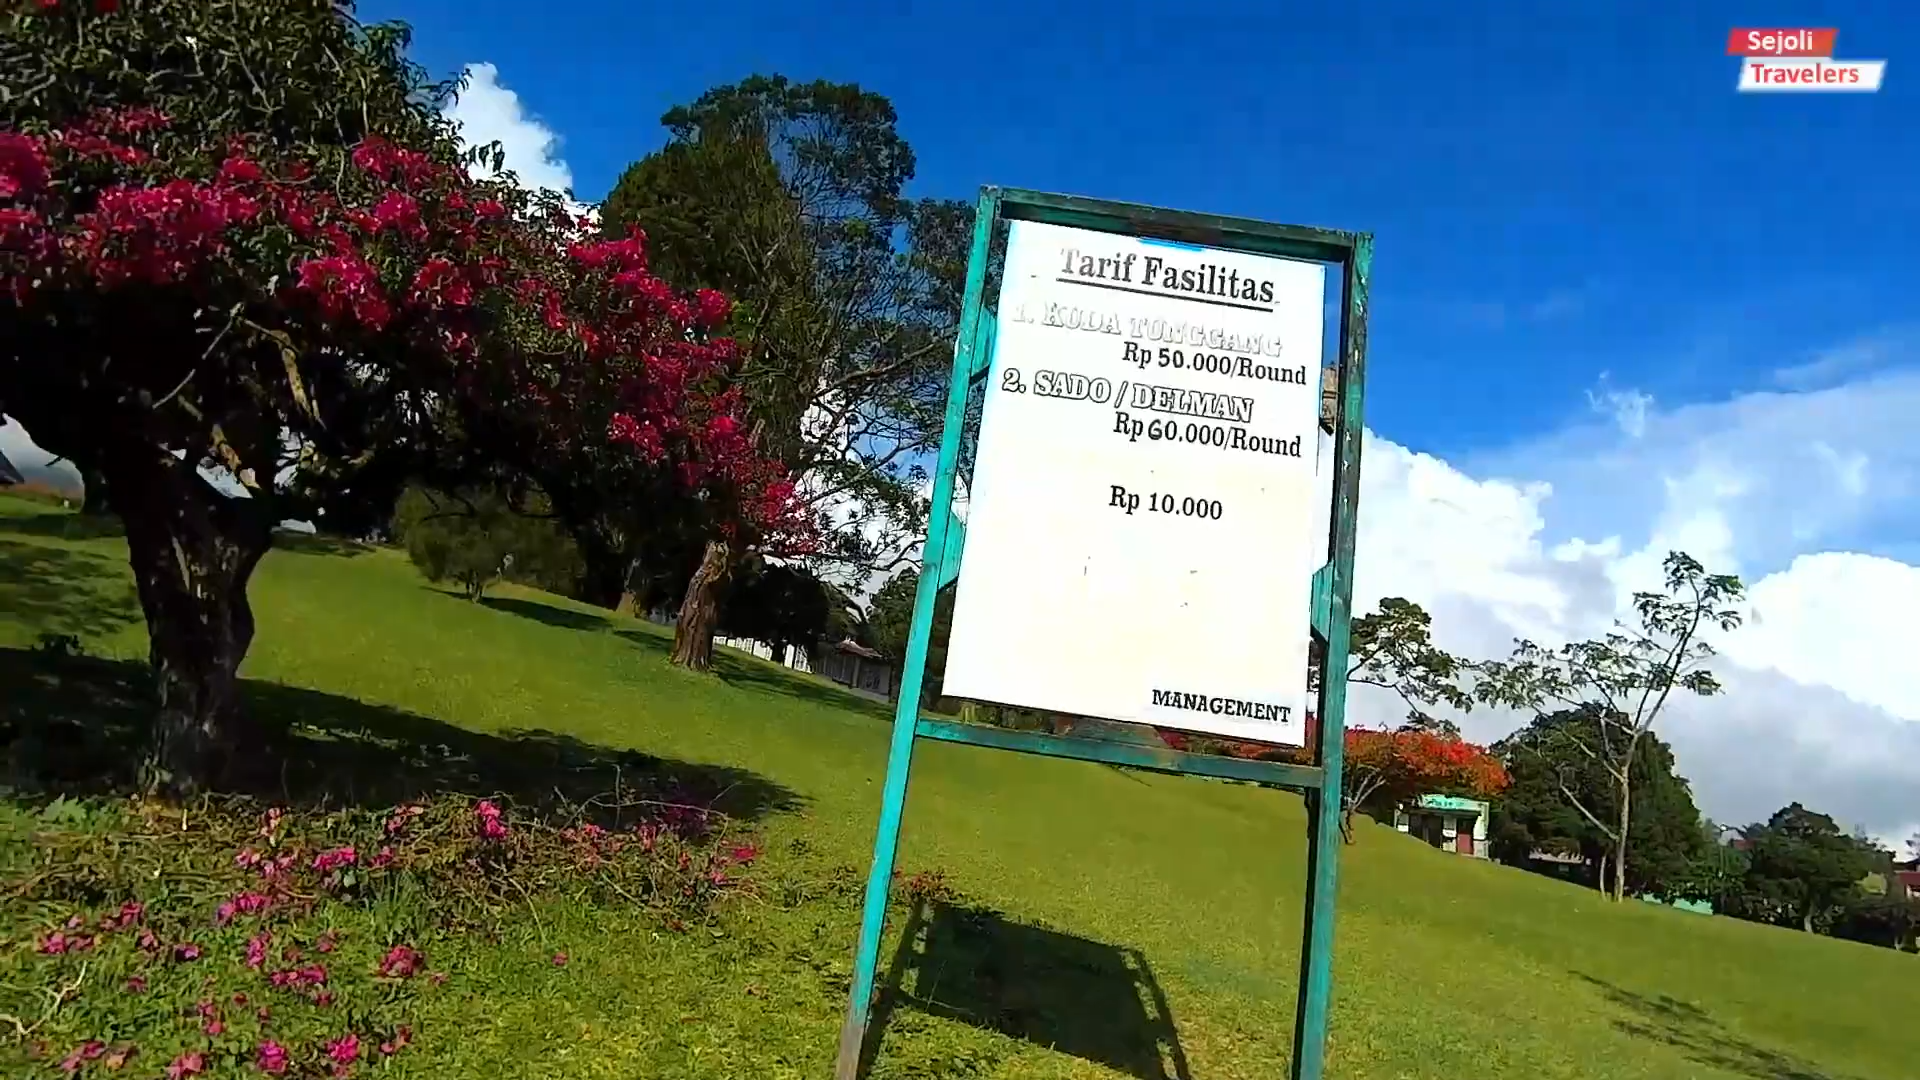 Sejoli
Travelers
Tarif Fasilitas
1. KUDA TUNGGANG
Rp 50.000/Round
2. SADO / DELMAN
Rp 60.000/Round
Rp 10.000
MANAGEMENT